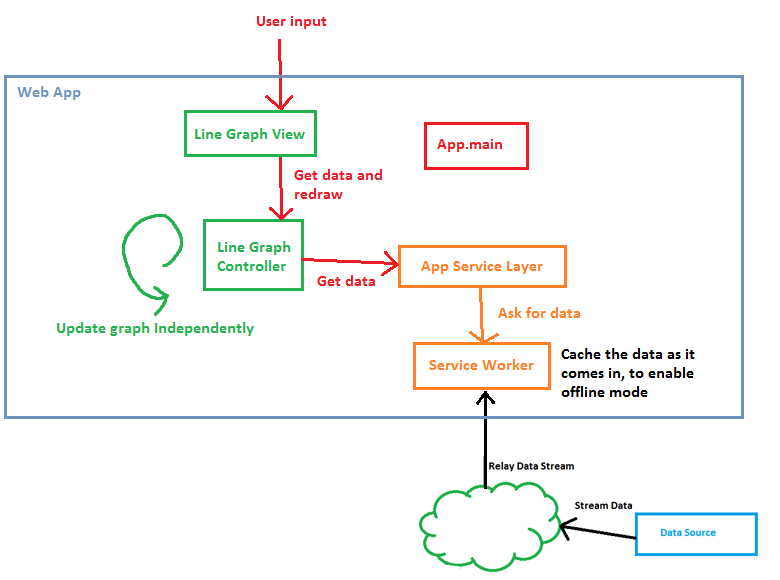 User input
Web App
Line Graph View
App.main
Get data and
redraw
Line Graph
Controller
App Service Layer
Get data
Ask for data
Update graph Independently
Service Worker
Cache the data as it
comes in, to enable
offline mode
Relay Data Stream
Stream Data
Data Source